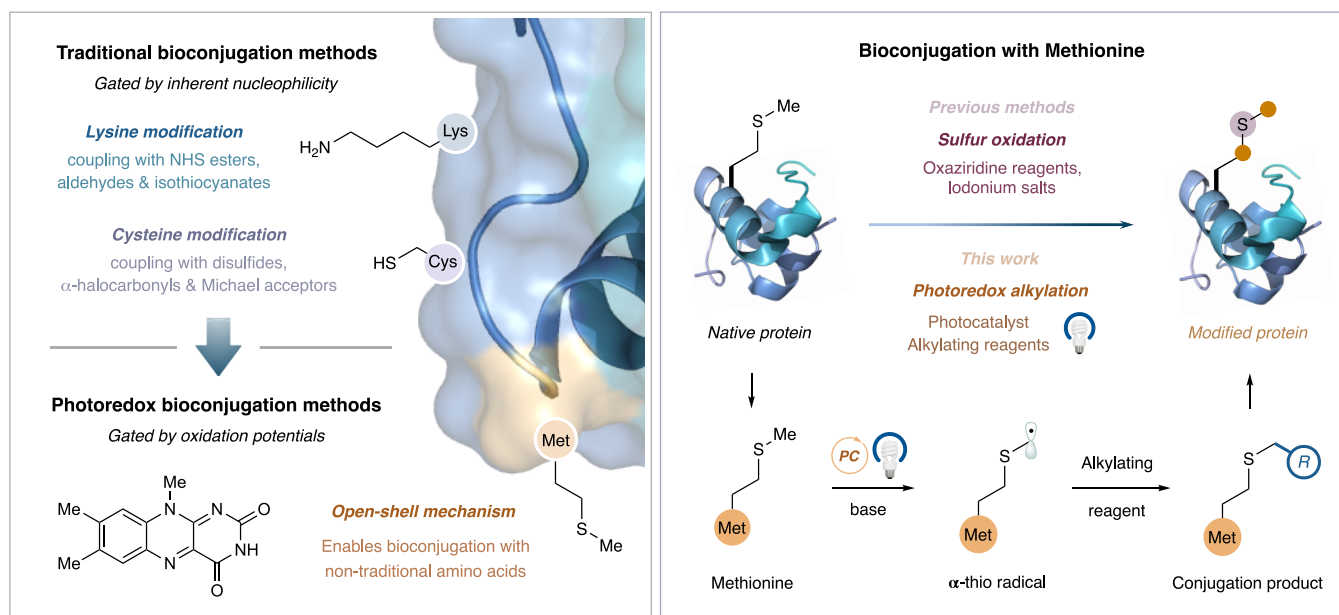 Traditional bioconjugation methods
Gated by inherent nucleophilicity
Lysine modification
coupling with NHS esters,
aldehydes & isothiocyanates
H2N
Lys
Cysteine modification
coupling with disulfides,
α-halocarbonyls & Michael acceptors
HS
Cys
Photoredox bioconjugation methods
Gated by oxidation potentials
Me
Me
Me
N
N
N
O
NH
O
Open-shell mechanism
Enables bioconjugation with
non-traditional amino acids
Met
S
Me
Bioconjugation with Methionine
S
Me
Native protein
Previous methods
Sulfur oxidation
Oxaziridine reagents,
Iodonium salts
This work
Photoredox alkylation
Photocatalyst
Alkylating reagents
S
Modified protein
S
Me
Met
Methionine
PC
base
S
Met
α-thio radical
Alkylating
reagent
S
R
Met
Conjugation product